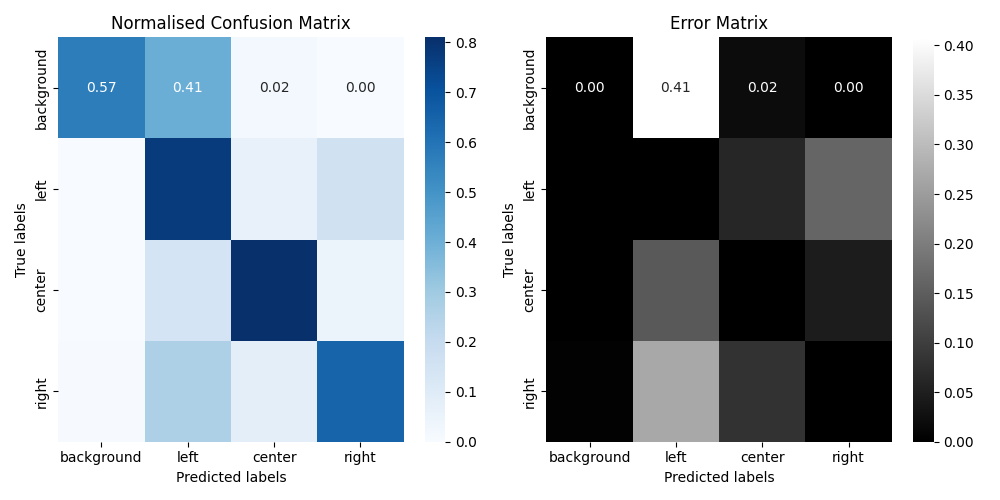 Normalised Confusion Matrix
True labels
background
left
center
right
0.57 0.41 0.02 0.00
background left center right
Predicted labels
0.8
0.7
0.6
0.5
0.4
0.3
0.2
0.1
0.0
Error Matrix
True labels
background
left
center
right
0.00 0.41 0.02 0.00
background left center right
Predicted labels
0.40
0.35
0.30
0.25
0.20
0.15
0.10
0.05
0.00